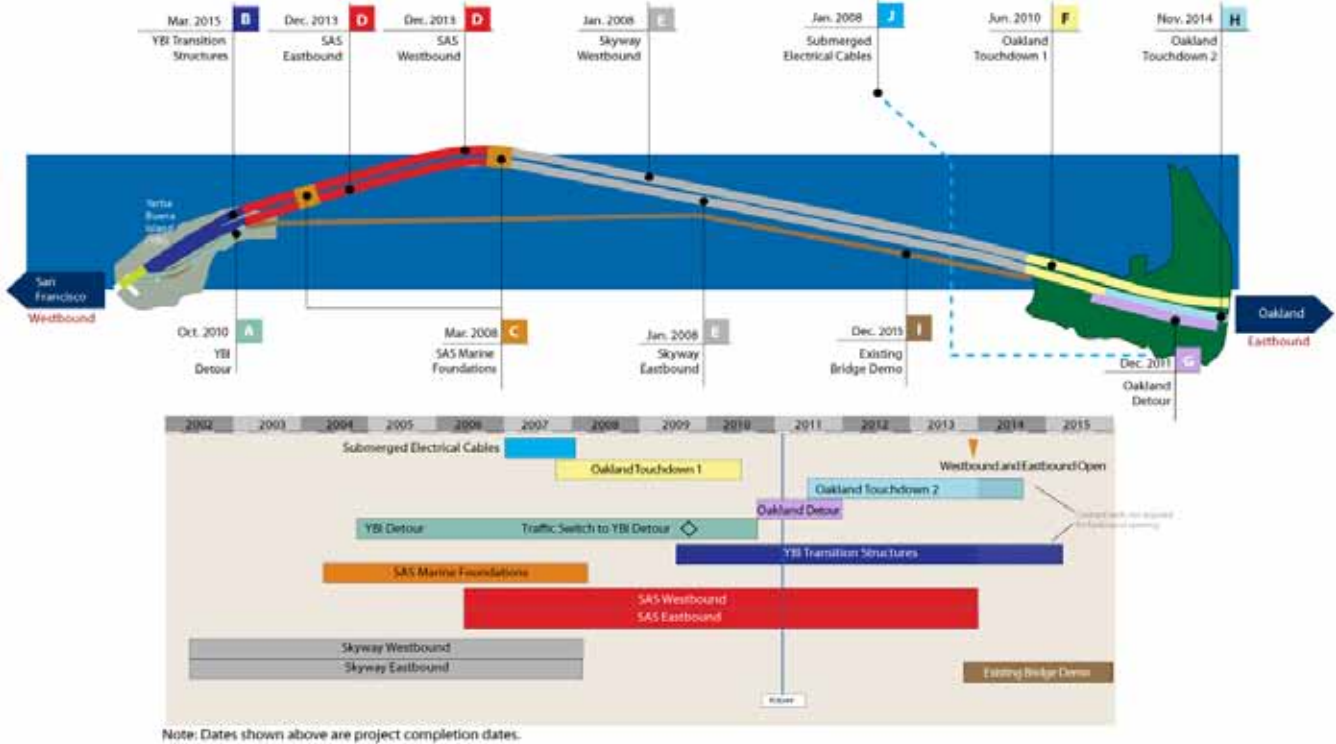 Mar. 2015 B
YBI Transition
Structures
Dec. 2013 D
SAS
Eastbound
Dec. 2013 D
SAS
Westbound
Jan. 2008 E
Skyway
Westbound
Jan. 2008 J
Submerged
Electrical Cables
Jun. 2010 F
Oakland
Touchdown 1
Nov. 2014 H
Oakland
Touchdown 2
Yerba
Buena
Island
San
Francisco
Westbound
Oakland
Eastbound
Oct. 2010 A
YBI
Detour
Mar. 2008 C
SAS Marine
Foundations
Jan. 2008 E
Skyway
Eastbound
Dec. 2015 I
Existing
Bridge Demo
Dec. 2011 G
Oakland
Detour
2002 2003 2004 2005 2006 2007 2008 2009 2010 2011 2012 2013 2014 2015
Submerged Electrical Cables
Oakland Touchdown 1
Westbound and Eastbound Open
Oakland Touchdown 2
Oakland Detour
YBI Detour Traffic Switch to YBI Detour
YBI Transition Structures
SAS Marine Foundations
SAS Westbound
SAS Eastbound
Skyway Westbound
Skyway Eastbound
Existing Bridge Demo
Note: Dates shown above are project completion dates.